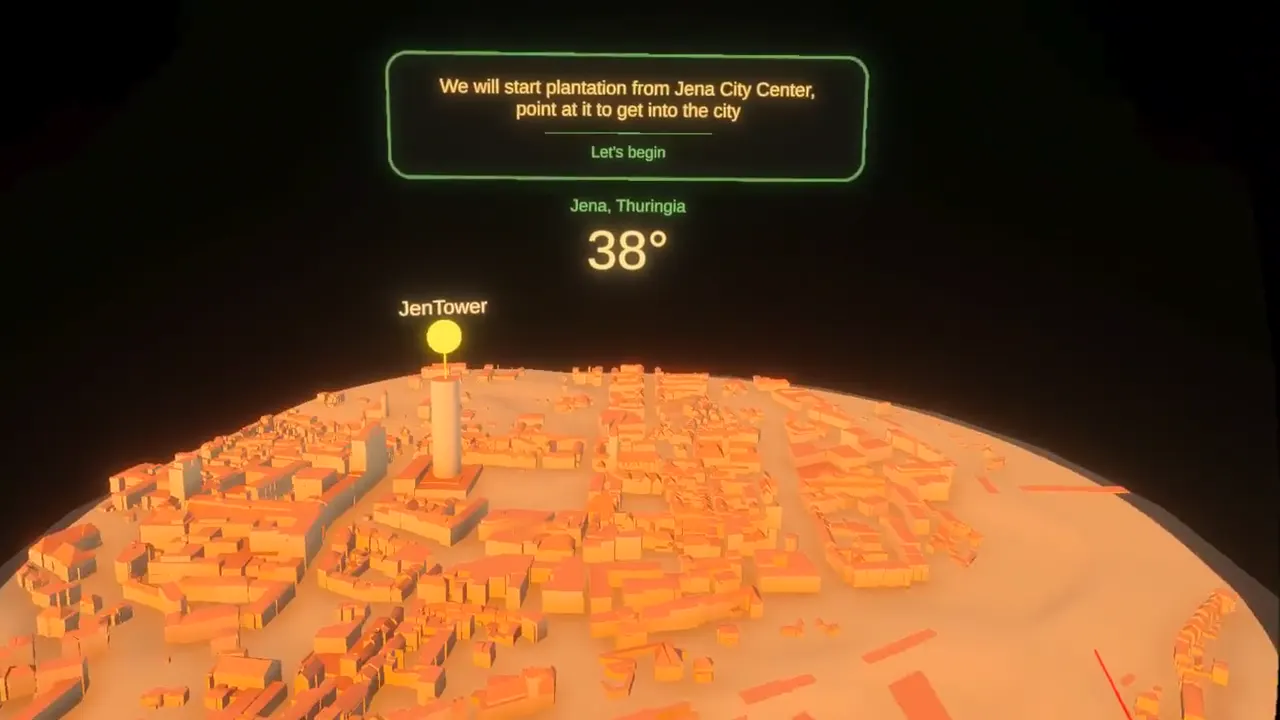 We will start plantation from Jena City Center,
point at it to get into the city
Let's begin
Jena, Thuringia
38°
JenTower